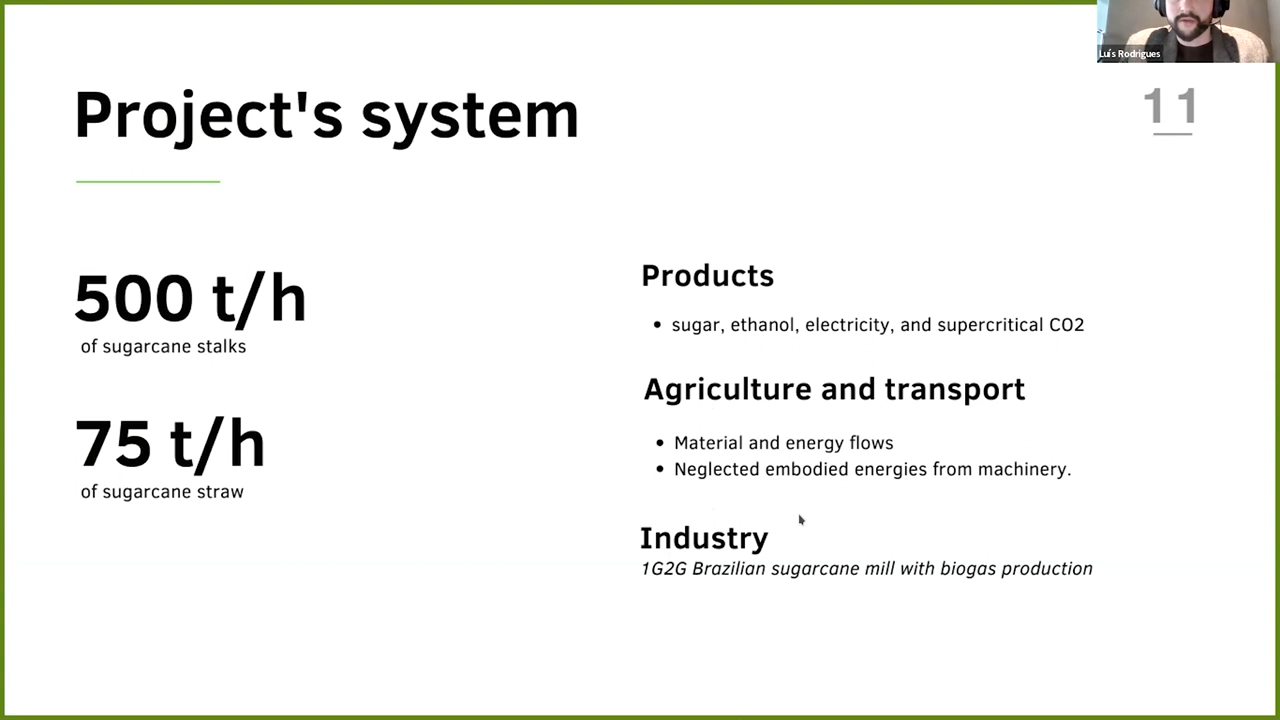 Luís Rodrigues
Project's system
11
500 t/h
of sugarcane stalks
75 t/h
of sugarcane straw
Products
• sugar, ethanol, electricity, and supercritical CO2
Agriculture and transport
• Material and energy flows
• Neglected embodied energies from machinery.
Industry
1G2G Brazilian sugarcane mill with biogas production